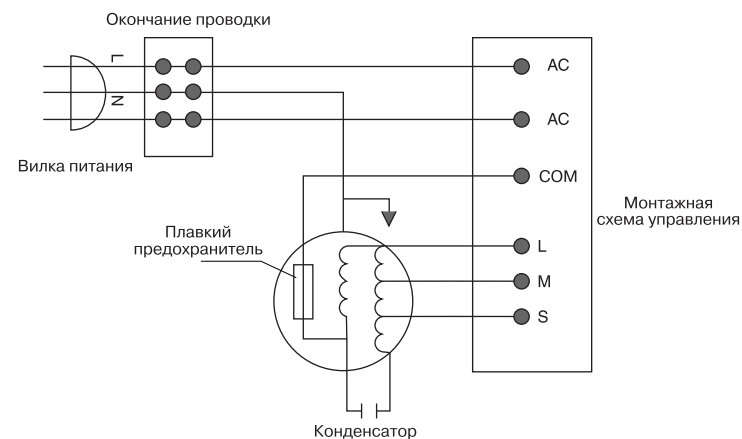 Окончание проводки
L
N
AC
AC
COM
Вилка питания
Монтажная
схема управления
Плавкий
предохранитель
L
M
S
Конденсатор